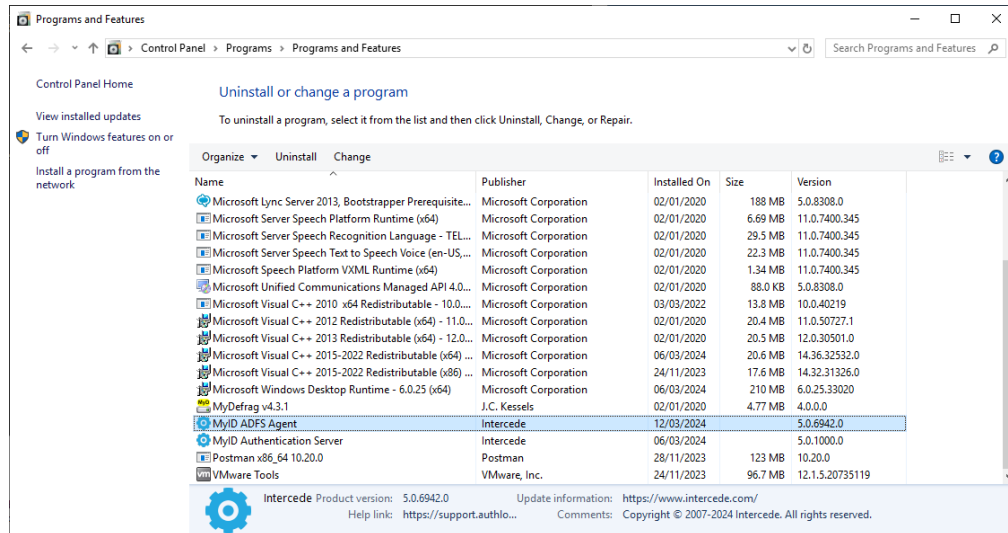 Programs and Features
Control Panel > Programs > Programs and Features
Search Programs and Features
Control Panel Home
View installed updates
Turn Windows features on or
off
Install a program from the
network
Uninstall or change a program
To uninstall a program, select it from the list and then click Uninstall, Change, or Repair.
Organize Uninstall Change
Name Publisher Installed On Size Version
Microsoft Lync Server 2013, Bootstrapper Prerequisite... Microsoft Corporation 02/01/2020 188 MB 5.0.8308.0
Microsoft Server Speech Platform Runtime (x64) Microsoft Corporation 02/01/2020 6.69 MB 11.0.7400.345
Microsoft Server Speech Recognition Language - TEL... Microsoft Corporation 02/01/2020 29.5 MB 11.0.7400.345
Microsoft Server Speech Text to Speech Voice (en-US,... Microsoft Corporation 02/01/2020 22.3 MB 11.0.7400.345
Microsoft Speech Platform VXML Runtime (x64) Microsoft Corporation 02/01/2020 1.34 MB 11.0.7400.345
Microsoft Unified Communications Managed API 4.0... Microsoft Corporation 02/01/2020 88.0 KB 5.0.8308.0
Microsoft Visual C++ 2010 x64 Redistributable - 10.0.... Microsoft Corporation 03/03/2022 13.8 MB 10.0.40219
Microsoft Visual C++ 2012 Redistributable (x64) - 11.0... Microsoft Corporation 02/01/2020 20.4 MB 11.0.50727.1
Microsoft Visual C++ 2013 Redistributable (x64) - 12.0... Microsoft Corporation 02/01/2020 20.5 MB 12.0.30501.0
Microsoft Visual C++ 2015-2022 Redistributable (x64) ... Microsoft Corporation 06/03/2024 20.6 MB 14.36.32532.0
Microsoft Visual C++ 2015-2022 Redistributable (x86) ... Microsoft Corporation 24/11/2023 17.6 MB 14.32.31326.0
Microsoft Windows Desktop Runtime - 6.0.25 (x64) Microsoft Corporation 06/03/2024 210 MB 6.0.25.33020
MyDefrag v4.3.1 J.C. Kessels 02/01/2020 4.77 MB 4.0.0.0
MyID ADFS Agent Intercede 12/03/2024 5.0.6942.0
MyID Authentication Server Intercede 06/03/2024 5.0.1000.0
Postman x86_64 10.20.0 Postman 28/11/2023 123 MB 10.20.0
vm VMware Tools VMware, Inc. 24/11/2023 96.7 MB 12.1.5.20735119
Intercede Product version: 5.0.6942.0 Update information: https://www.intercede.com/
Help link: https://support.authlo... Comments: Copyright © 2007-2024 Intercede. All rights reserved.